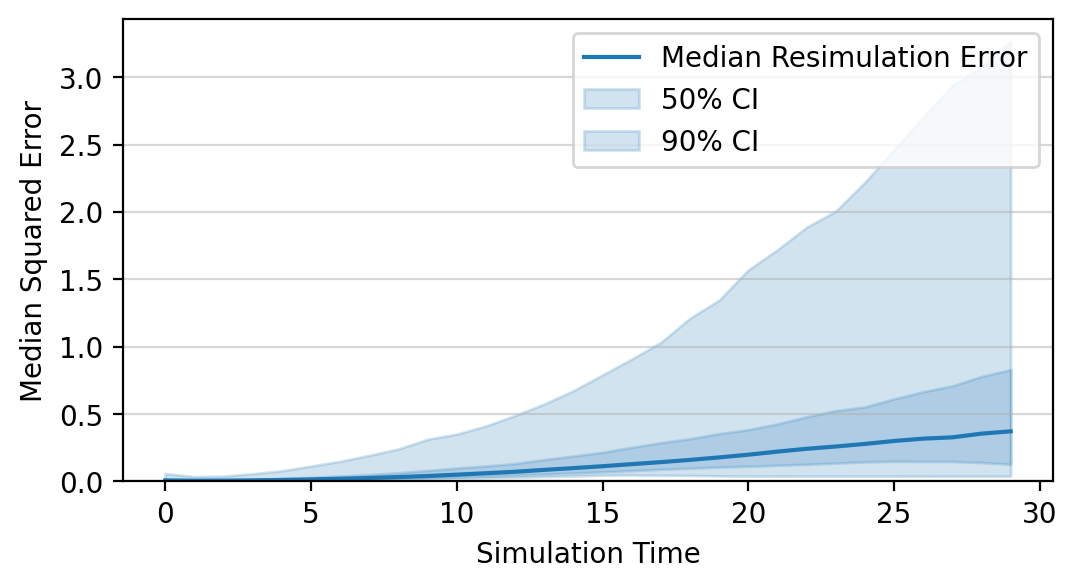 Median Squared Error
3.0
2.5
2.0
1.5
1.0
0.5
0.0
Median Resimulation Error
50% CI
90% CI
0 5 10 15 20 25 30
Simulation Time